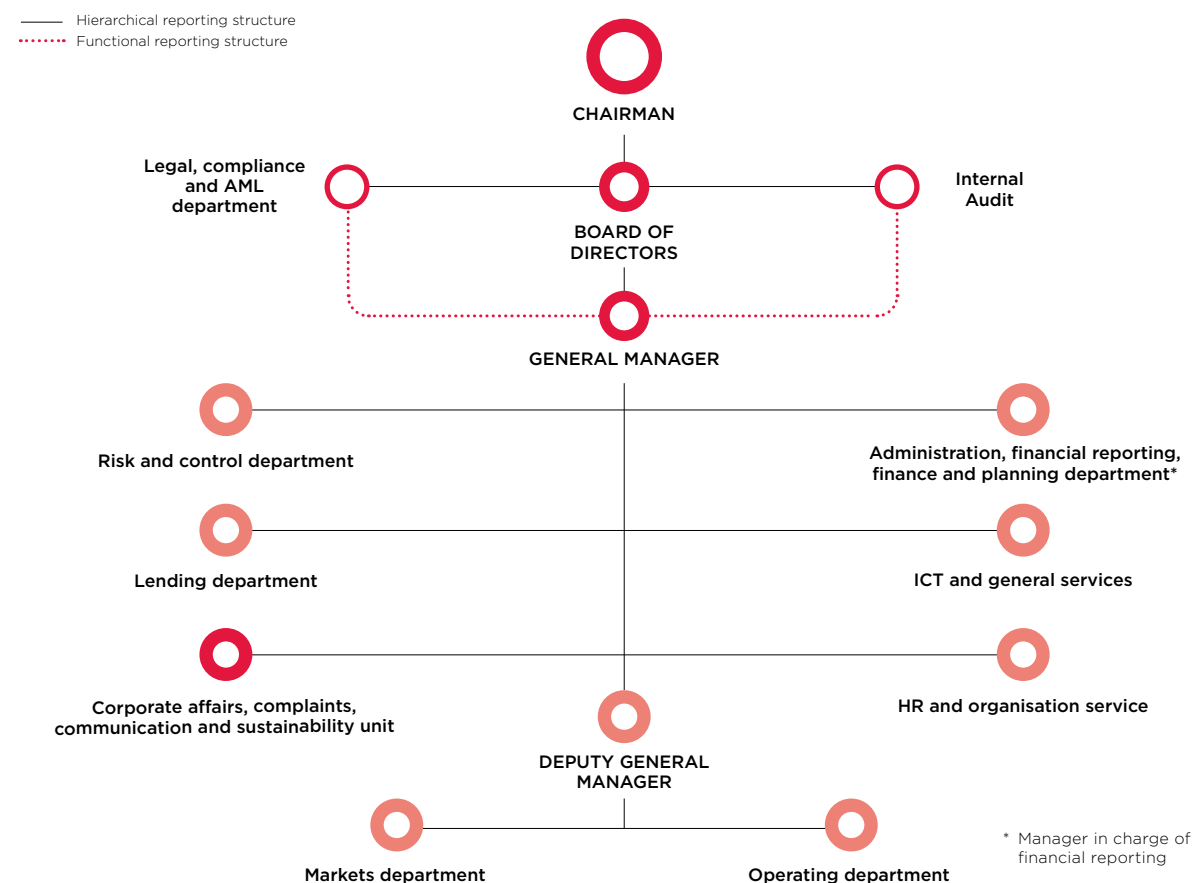 Hierarchical reporting structure
Functional reporting structure
CHAIRMAN
Legal, compliance
and AML
department
Internal
Audit
BOARD OF
DIRECTORS
GENERAL MANAGER
Risk and control department
Administration, financial reporting,
finance and planning department*
Lending department
ICT and general services
Corporate affairs, complaints,
communication and sustainability unit
HR and organisation service
DEPUTY GENERAL
MANAGER
Markets department
Operating department
* Manager in charge of
financial reporting